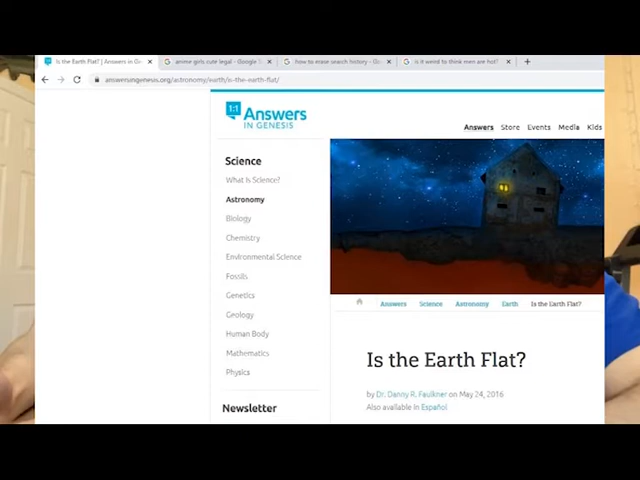 Is the Earth Flat? | Answers in Ge
anime girls cute legal - Google
how to erase search history - G
is it weird to think men are hot?
answersingenesis.org/astronomy/earth/is-the-earth-flat/
1:1
Answers
IN GENESIS
Answers
Store
Events
Media
Kids
Science
What Is Science?
Astronomy
Biology
Chemistry
Environmental Science
Fossils
Genetics
Geology
Human Body
Mathematics
Physics
Newsletter
Answers
Science
Astronomy
Earth
Is the Earth Flat?
Is the Earth Flat?
by Dr. Danny R. Faulkner on May 24, 2016
Also available in Español